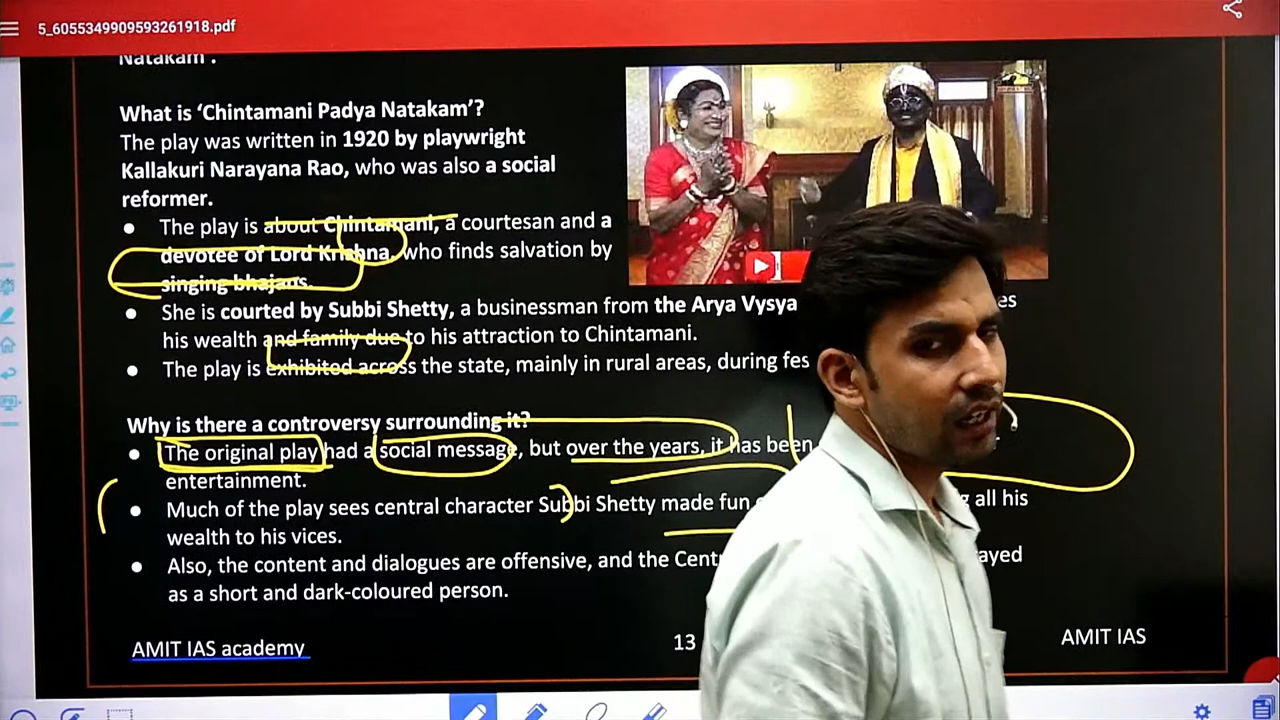 5_6055349909593261918.pdf
Natakam'.
What is 'Chintamani Padya Natakam'?
The play was written in 1920 by playwright
Kallakuri Narayana Rao, who was also a social
reformer.
● The play is about Chintamani, a courtesan and a
devotee of Lord Krishna, who finds salvation by
singing bhajans.
● She is courted by Subbi Shetty, a businessman from the Arya Vysya es
his wealth and family due to his attraction to Chintamani.
● The play is exhibited across the state, mainly in rural areas, during fes
Why is there a controversy surrounding it?
● The original play had a social message, but over the years, it has been
entertainment.
● Much of the play sees central character Subbi Shetty made fun g all his
wealth to his vices.
● Also, the content and dialogues are offensive, and the Cent ayed
as a short and dark-coloured person.
AMIT IAS academy 13 AMIT IAS